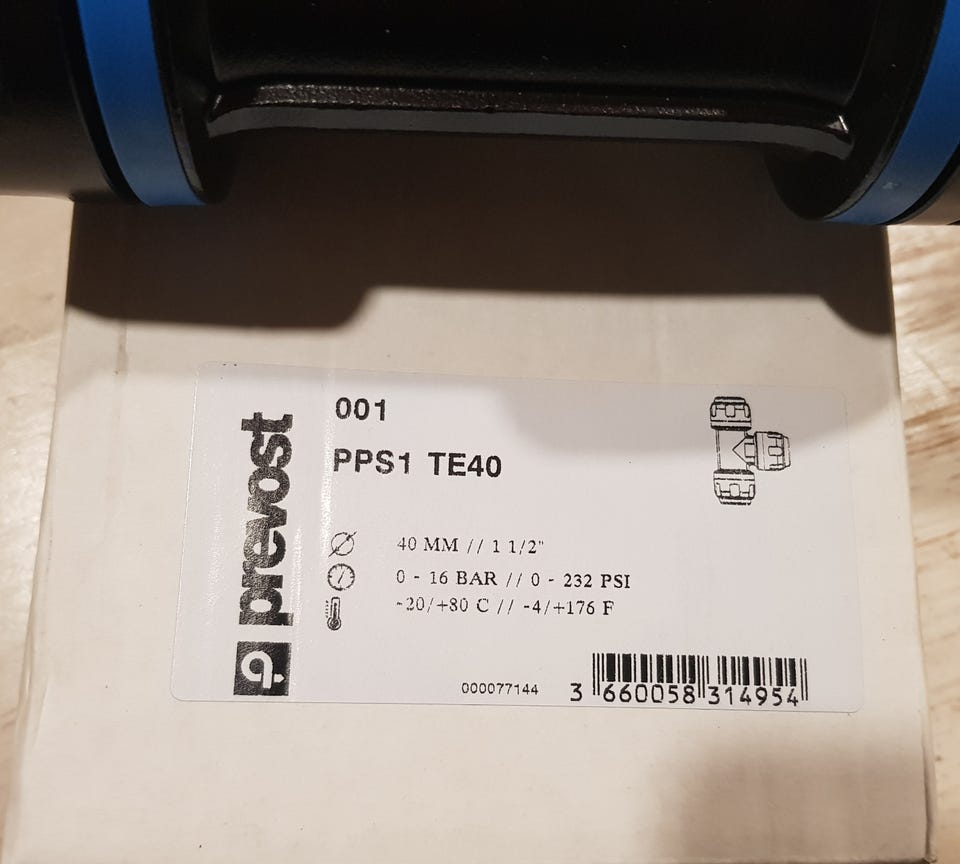 prevost
001
PPS1 TE40
40 MM // 1 1/2"
0 - 16 BAR // 0 - 232 PSI
-20/+80 C // -4/+176 F
000077144
3 660058 314954